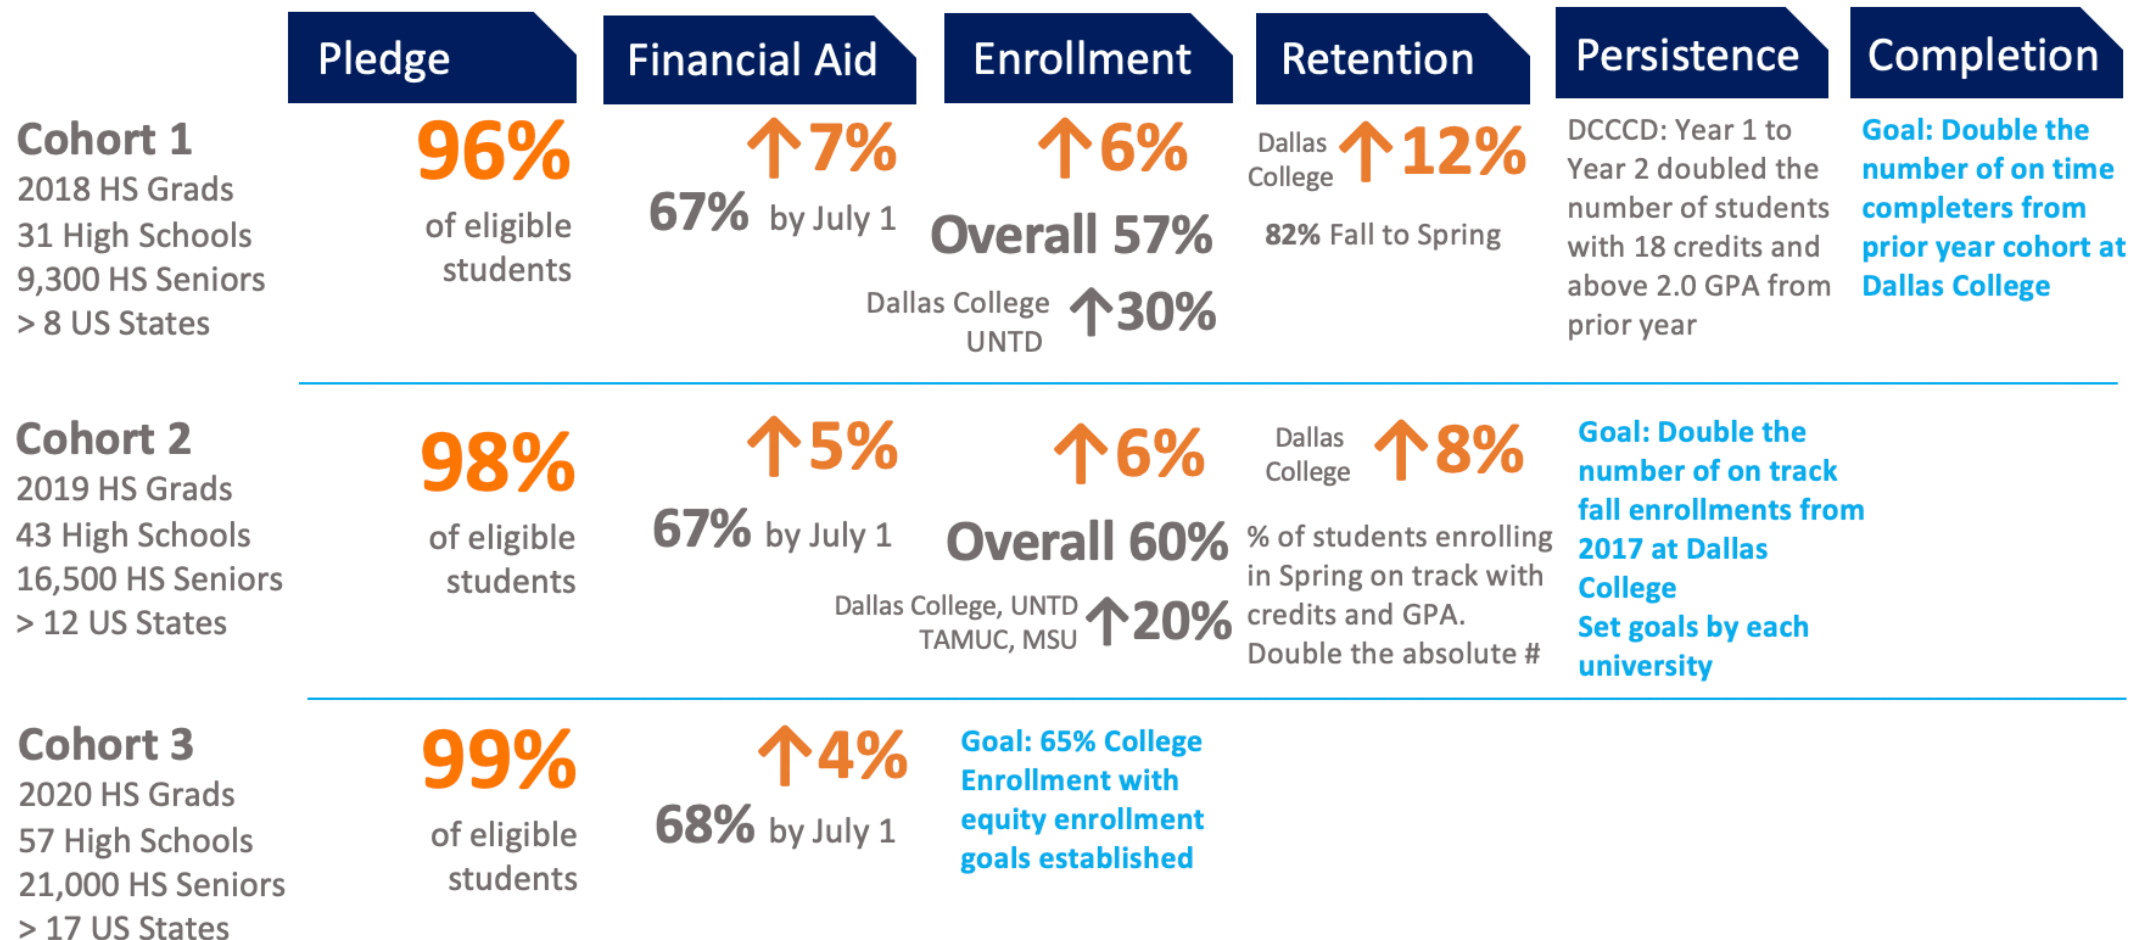 Pledge
Financial Aid
Enrollment
Retention
Persistence
Completion
Cohort 1
2018 HS Grads
31 High Schools
9,300 HS Seniors
> 8 US States
96%
of eligible
students
↑7%
67% by July 1
↑6%
Overall 57%
Dallas College
UNTD
↑30%
Dallas
College
↑12%
82% Fall to Spring
DCCCD: Year 1 to
Year 2 doubled the
number of students
with 18 credits and
above 2.0 GPA from
prior year
Goal: Double the
number of on time
completers from
prior year cohort at
Dallas College
Cohort 2
2019 HS Grads
43 High Schools
16,500 HS Seniors
> 12 US States
98%
of eligible
students
↑5%
67% by July 1
↑6%
Overall 60%
Dallas College, UNTD
TAMUC, MSU
↑20%
Dallas
College
↑8%
% of students enrolling
in Spring on track with
credits and GPA.
Double the absolute #
Goal: Double the
number of on track
fall enrollments from
2017 at Dallas
College
Set goals by each
university
Cohort 3
2020 HS Grads
57 High Schools
21,000 HS Seniors
> 17 US States
99%
of eligible
students
↑4%
68% by July 1
Goal: 65% College
Enrollment with
equity enrollment
goals established